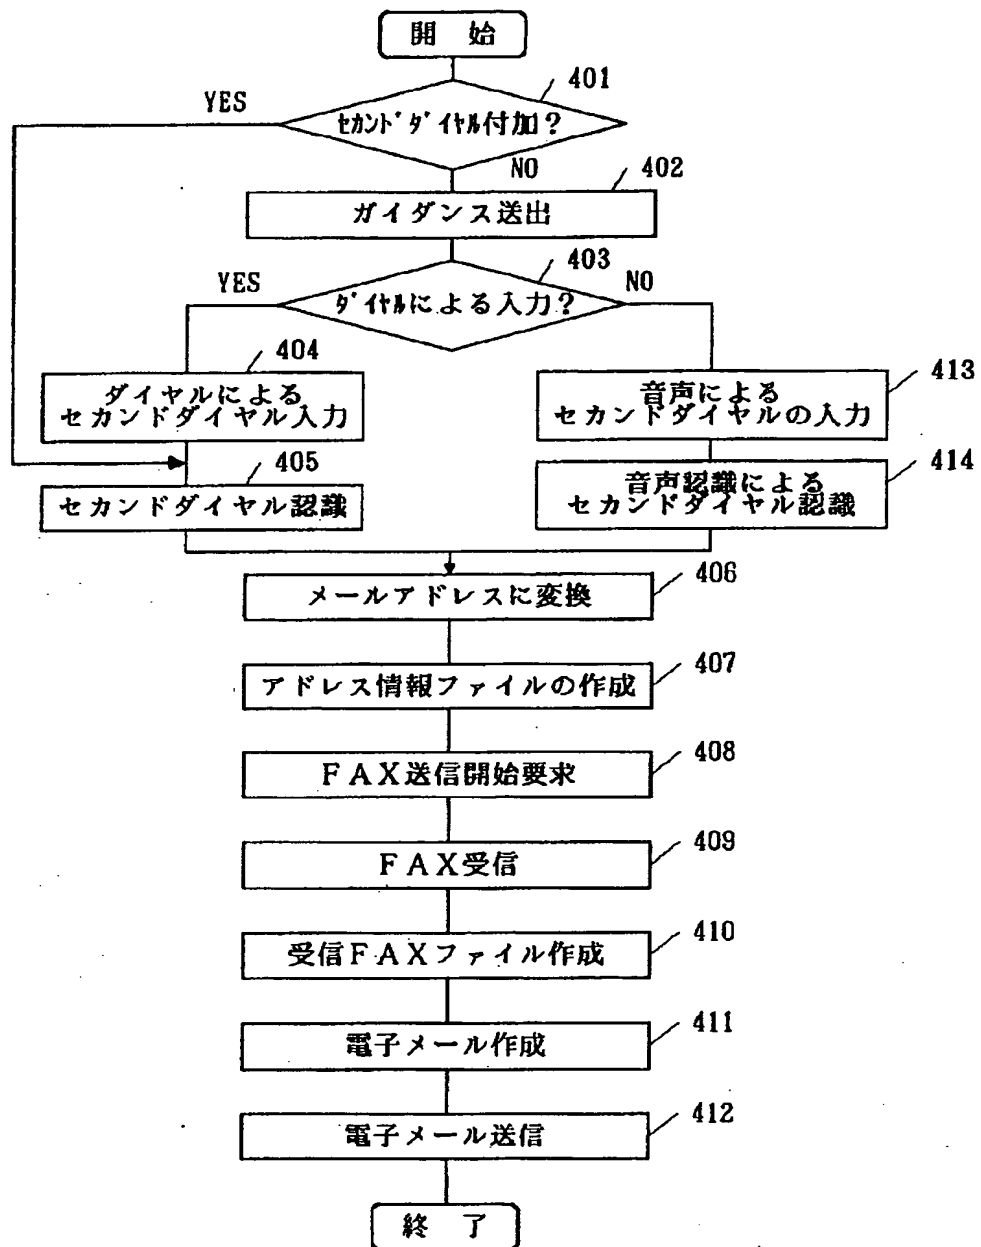 開 始
401
YES
ｾｶﾝﾄﾞﾀﾞｲﾔﾙ付加？
NO
402
ガイダンス送出
403
YES
NO
ﾀﾞｲﾔﾙによる入力？
404
ダイヤルによる
セカンドダイヤル入力
413
音声による
セカンドダイヤルの入力
405
セカンドダイヤル認識
414
音声認識による
セカンドダイヤル認識
406
メールアドレスに変換
407
アドレス情報ファイルの作成
408
ＦＡＸ送信開始要求
409
ＦＡＸ受信
410
受信ＦＡＸファイル作成
411
電子メール作成
412
電子メール送信
終 了